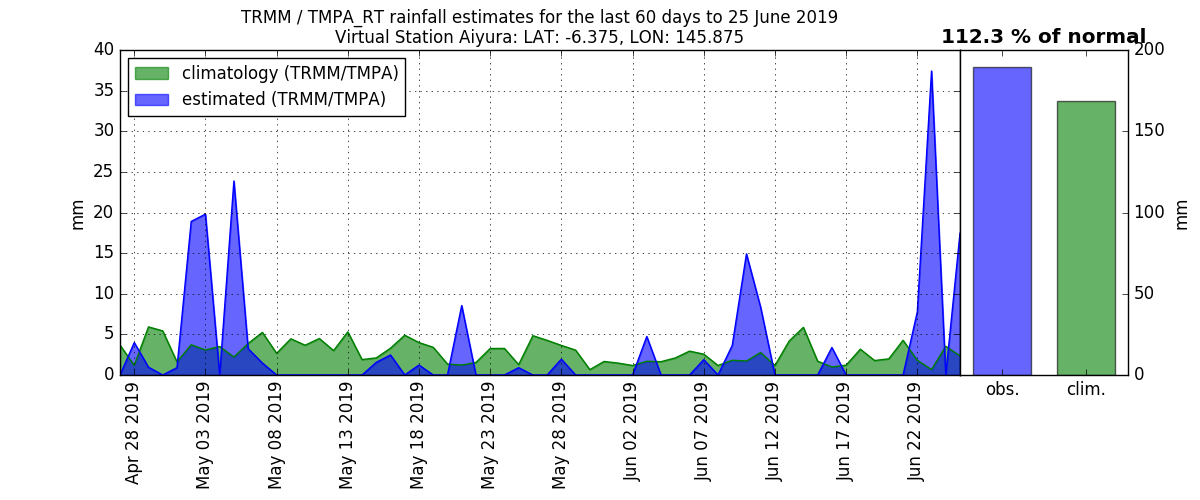 TRMM / TMPA_RT rainfall estimates for the last 60 days to 25 June 2019
Virtual Station Aiyura: LAT: -6.375, LON: 145.875
112.3 % of normal
climatology (TRMM/TMPA)
estimated (TRMM/TMPA)
mm
40
35
30
25
20
15
10
5
0
Apr 28 2019
May 03 2019
May 08 2019
May 13 2019
May 18 2019
May 23 2019
May 28 2019
Jun 02 2019
Jun 07 2019
Jun 12 2019
Jun 17 2019
Jun 22 2019
obs.
clim.
200
150
100
50
0
mm